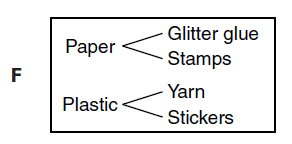 F
Paper
Glitter glue
Stamps
Plastic
Yarn
Stickers